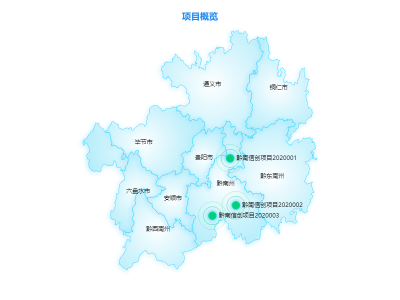 项目概览
遵义市
铜仁市
毕节市
贵阳市
黔南信创项目2020001
黔东南州
黔南州
六盘水市
安顺市
黔南信创项目2020002
黔南信创项目2020003
黔西南州